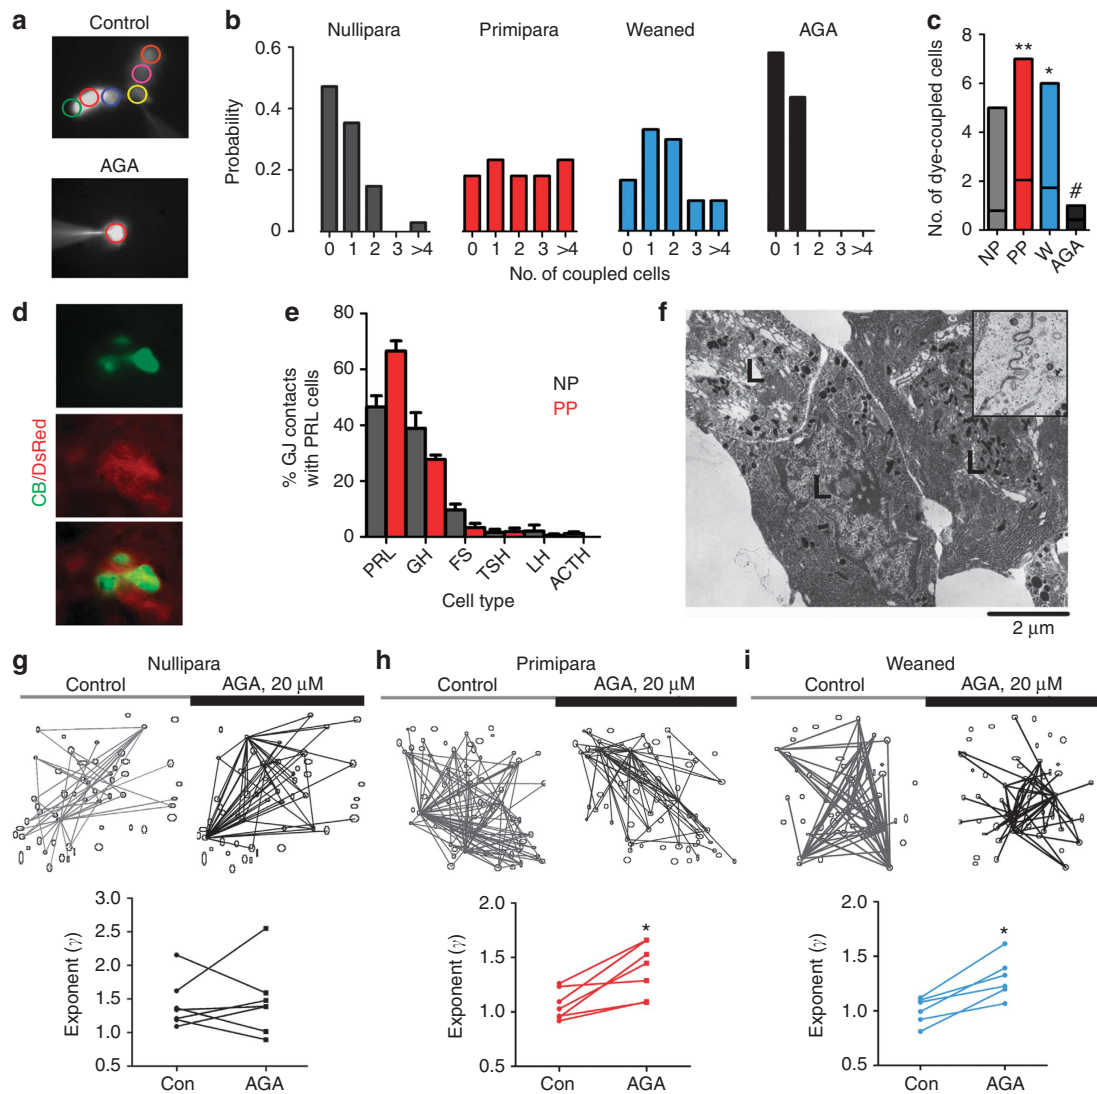 a
Control
AGA
b
Nullipara
Primipara
Weaned
AGA
Probability
0.6
0.4
0.2
0
0 1 2 3 >4
0 1 2 3 >4
0 1 2 3 >4
0 1 2 3 >4
No. of coupled cells
c
No. of dye-coupled cells
8
6
4
2
0
**
*
#
NP
PP
W
AGA
d
CB/DsRed
e
% GJ contacts
with PRL cells
80
60
40
20
0
NP
PP
PRL
GH
FS
TSH
LH
ACTH
Cell type
f
L
L
L
2 μm
g
Nullipara
Control
AGA, 20 μM
Exponent (γ)
3.0
2.5
2.0
1.5
1.0
0.5
Con
AGA
h
Primipara
Control
AGA, 20 μM
Exponent (γ)
2.0
1.5
1.0
0.5
*
Con
AGA
i
Weaned
Control
AGA, 20 μM
Exponent (γ)
2.0
1.5
1.0
0.5
*
Con
AGA